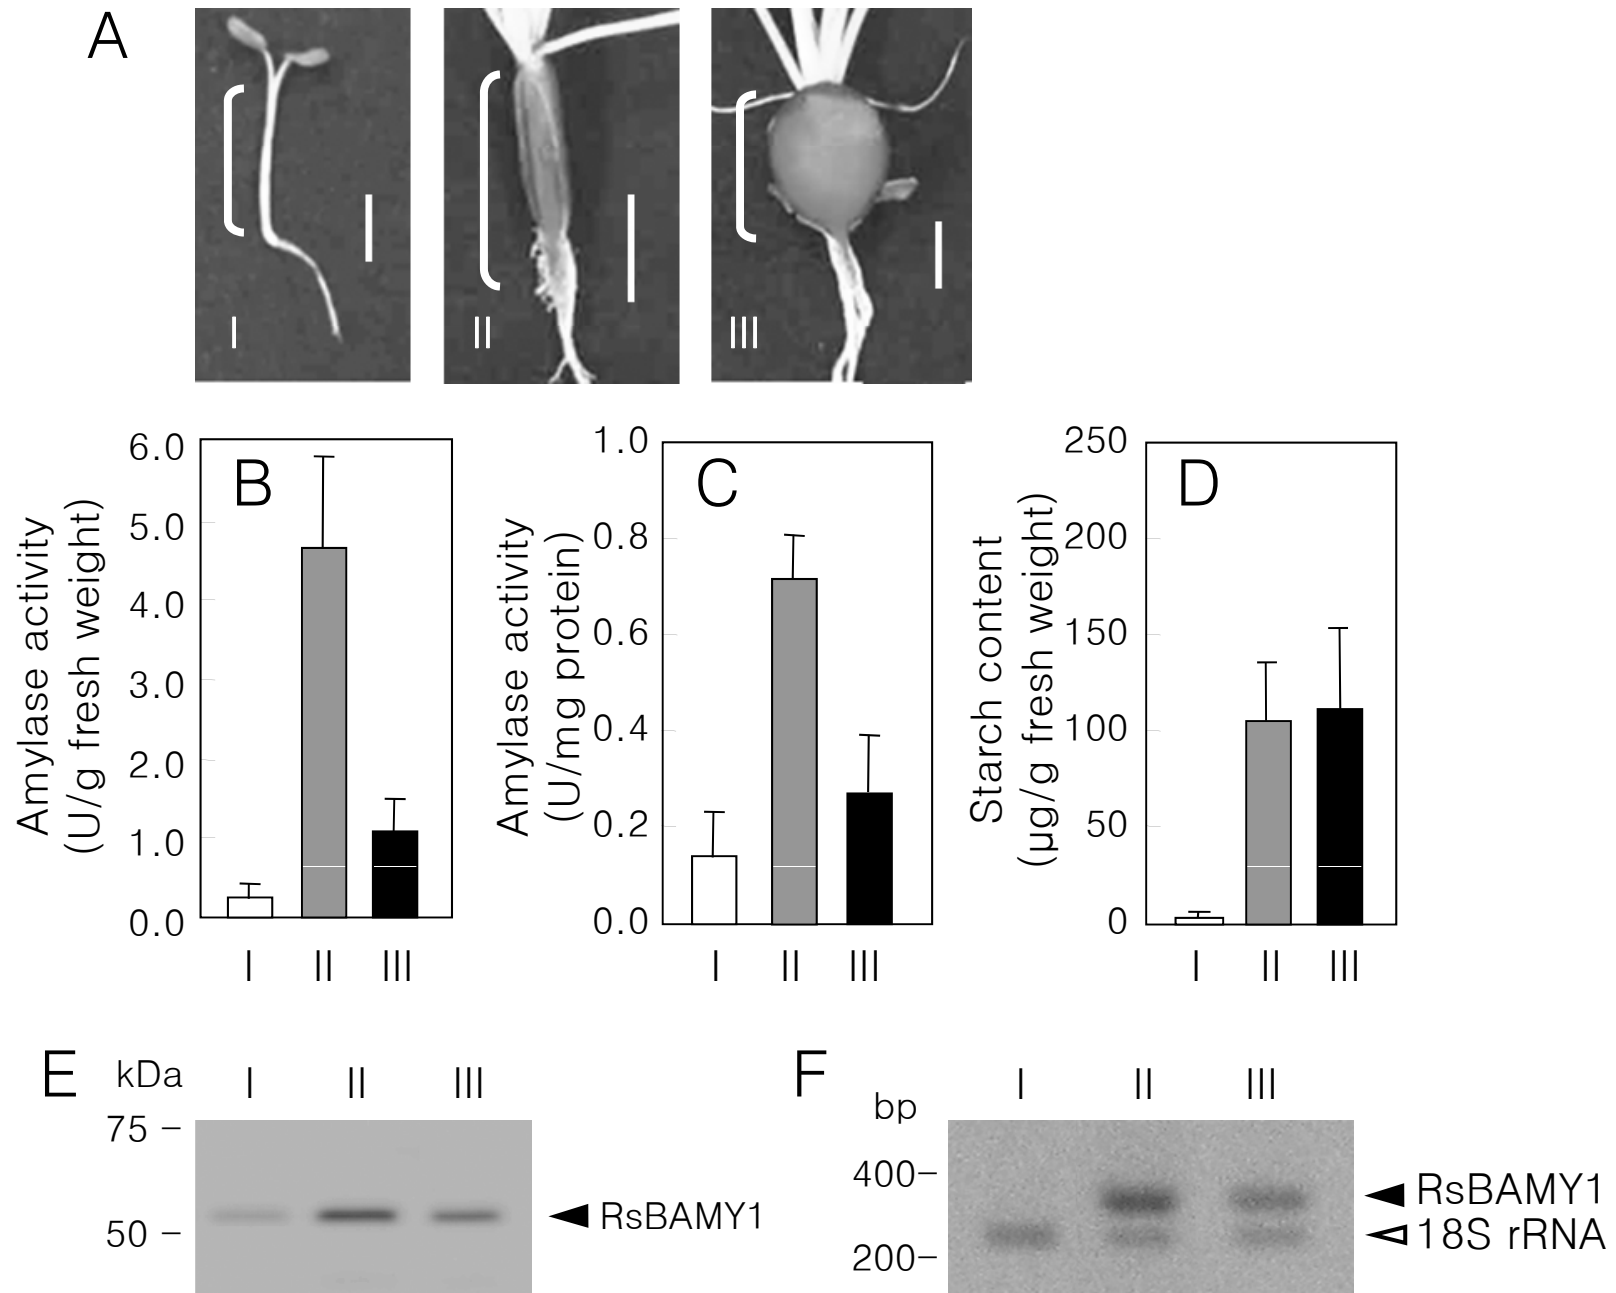 A
I
II
III
B
Amylase activity
(U/g fresh weight)
6.0
5.0
4.0
3.0
2.0
1.0
0.0
I II III
C
Amylase activity
(U/mg protein)
1.0
0.8
0.6
0.4
0.2
0.0
I II III
D
Starch content
(µg/g fresh weight)
250
200
150
100
50
0
I II III
E
kDa
I II III
75
50
RsBAMY1
F
bp
I II III
400
200
RsBAMY1
18S rRNA